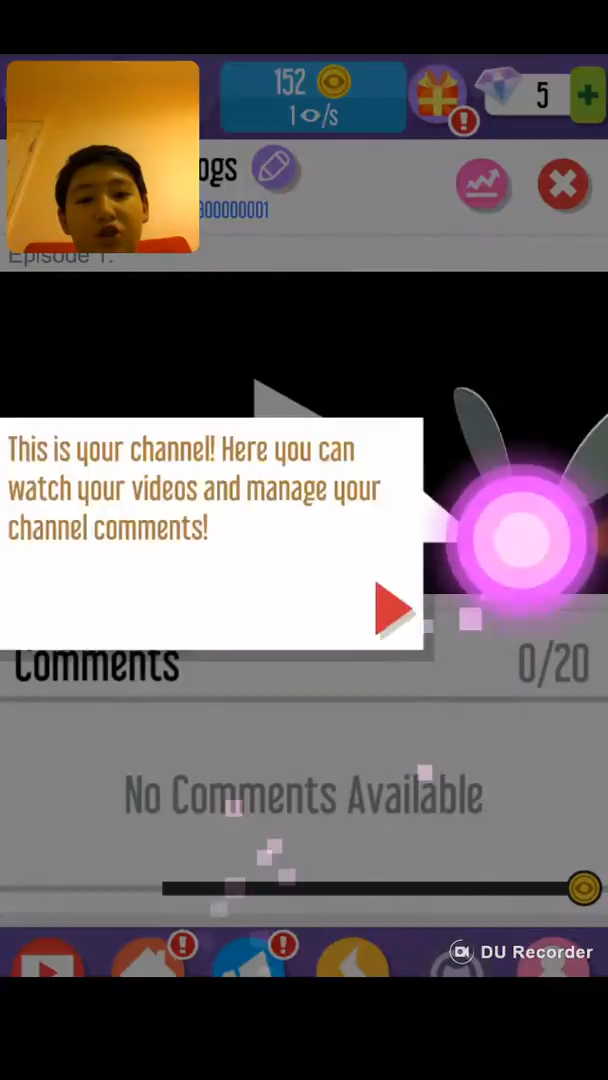 152
1/s
5
ogs
300000001
Episode 1:
This is your channel! Here you can
watch your videos and manage your
channel comments!
Comments
0/20
No Comments Available
DU Recorder